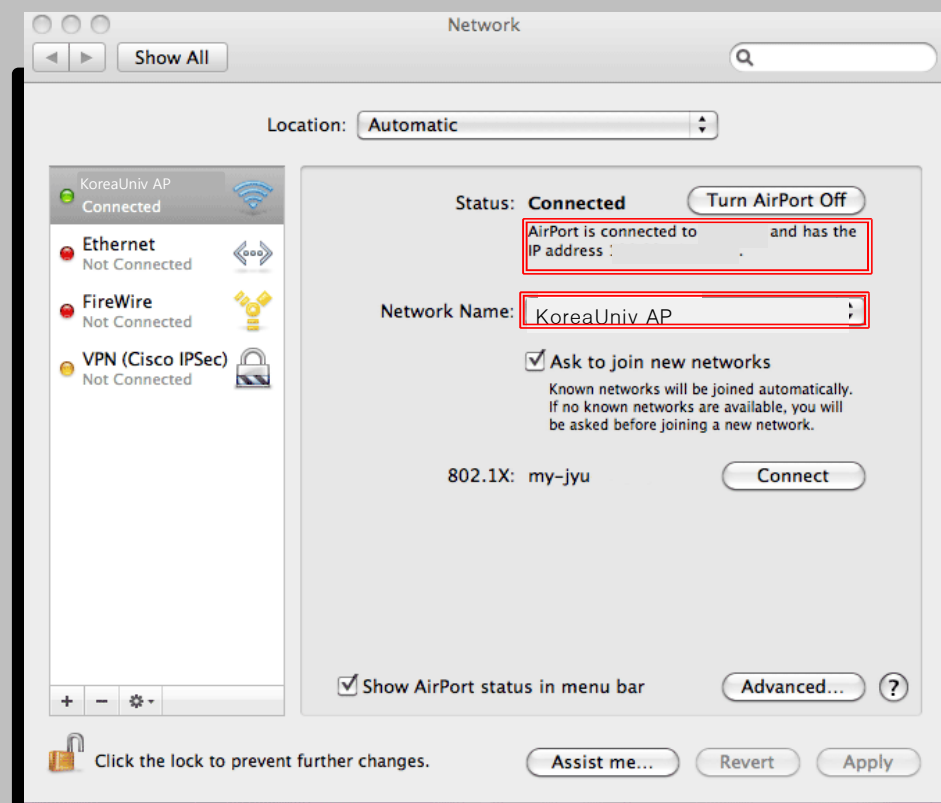 Network
Show All
Location: Automatic
KoreaUniv AP
Connected
Ethernet
Not Connected
FireWire
Not Connected
VPN (Cisco IPSec)
Not Connected
Status: Connected
Turn AirPort Off
AirPort is connected to and has the
IP address .
Network Name: KoreaUniv AP
Ask to join new networks
Known networks will be joined automatically.
If no known networks are available, you will
be asked before joining a new network.
802.1X: my-jyu
Connect
Show AirPort status in menu bar
Advanced...
?
Click the lock to prevent further changes.
Assist me...
Revert
Apply